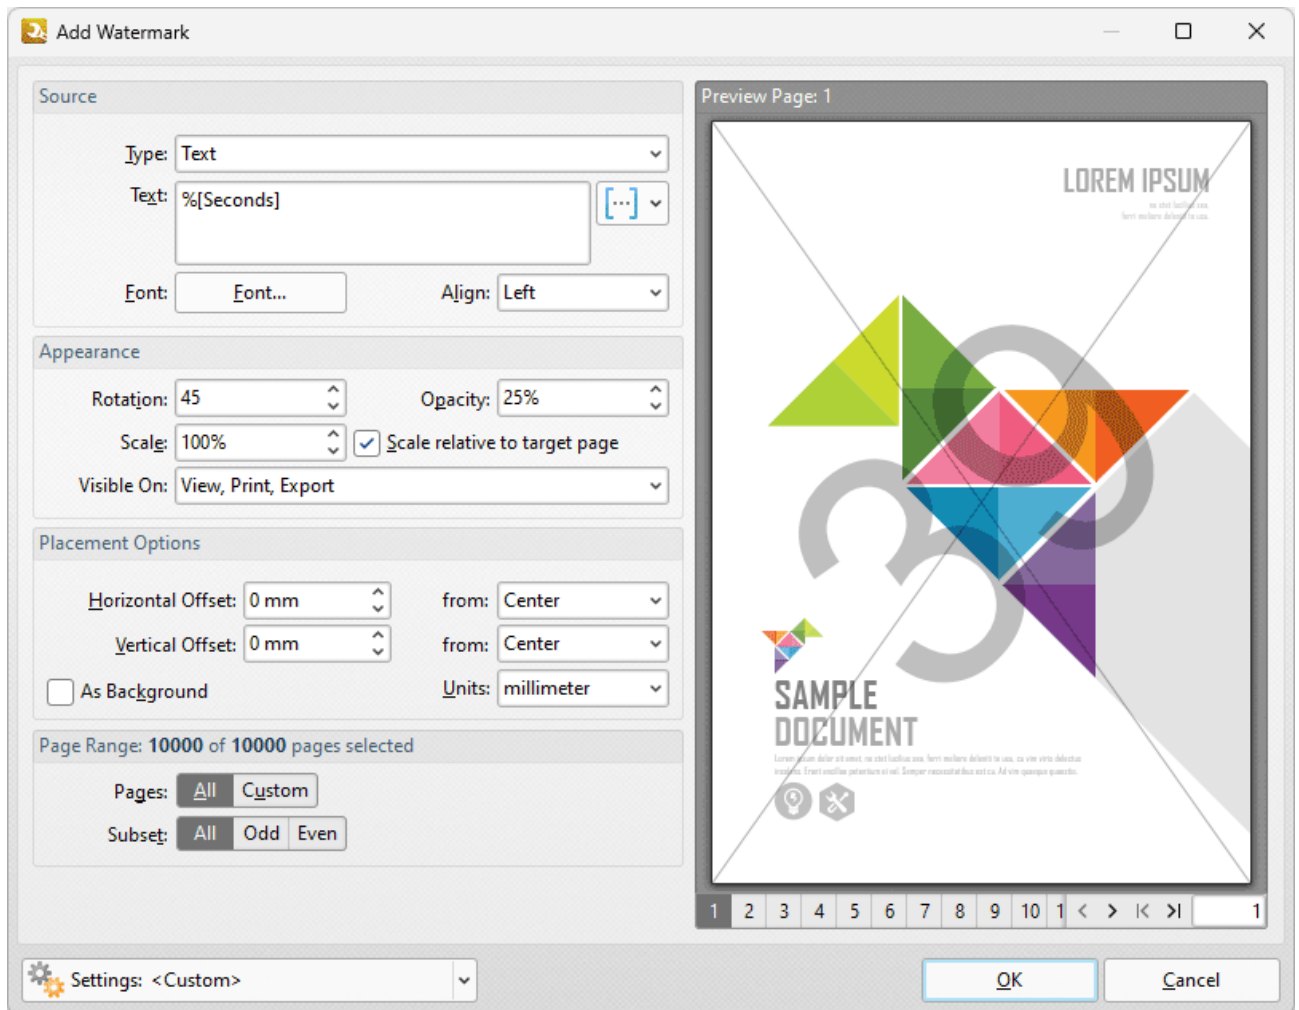 Add Watermark
Source
Type: Text
Text: %[Seconds]
Font: Font... Align: Left
Appearance
Rotation: 45 Opacity: 25%
Scale: 100% Scale relative to target page
Visible On: View, Print, Export
Placement Options
Horizontal Offset: 0 mm from: Center
Vertical Offset: 0 mm from: Center
As Background Units: millimeter
Page Range: 10000 of 10000 pages selected
Pages: All Custom
Subset: All Odd Even
Preview Page: 1
LOREM IPSUM
30
SAMPLE
DOCUMENT
1 2 3 4 5 6 7 8 9 10 1 1
Settings: <Custom>
OK Cancel